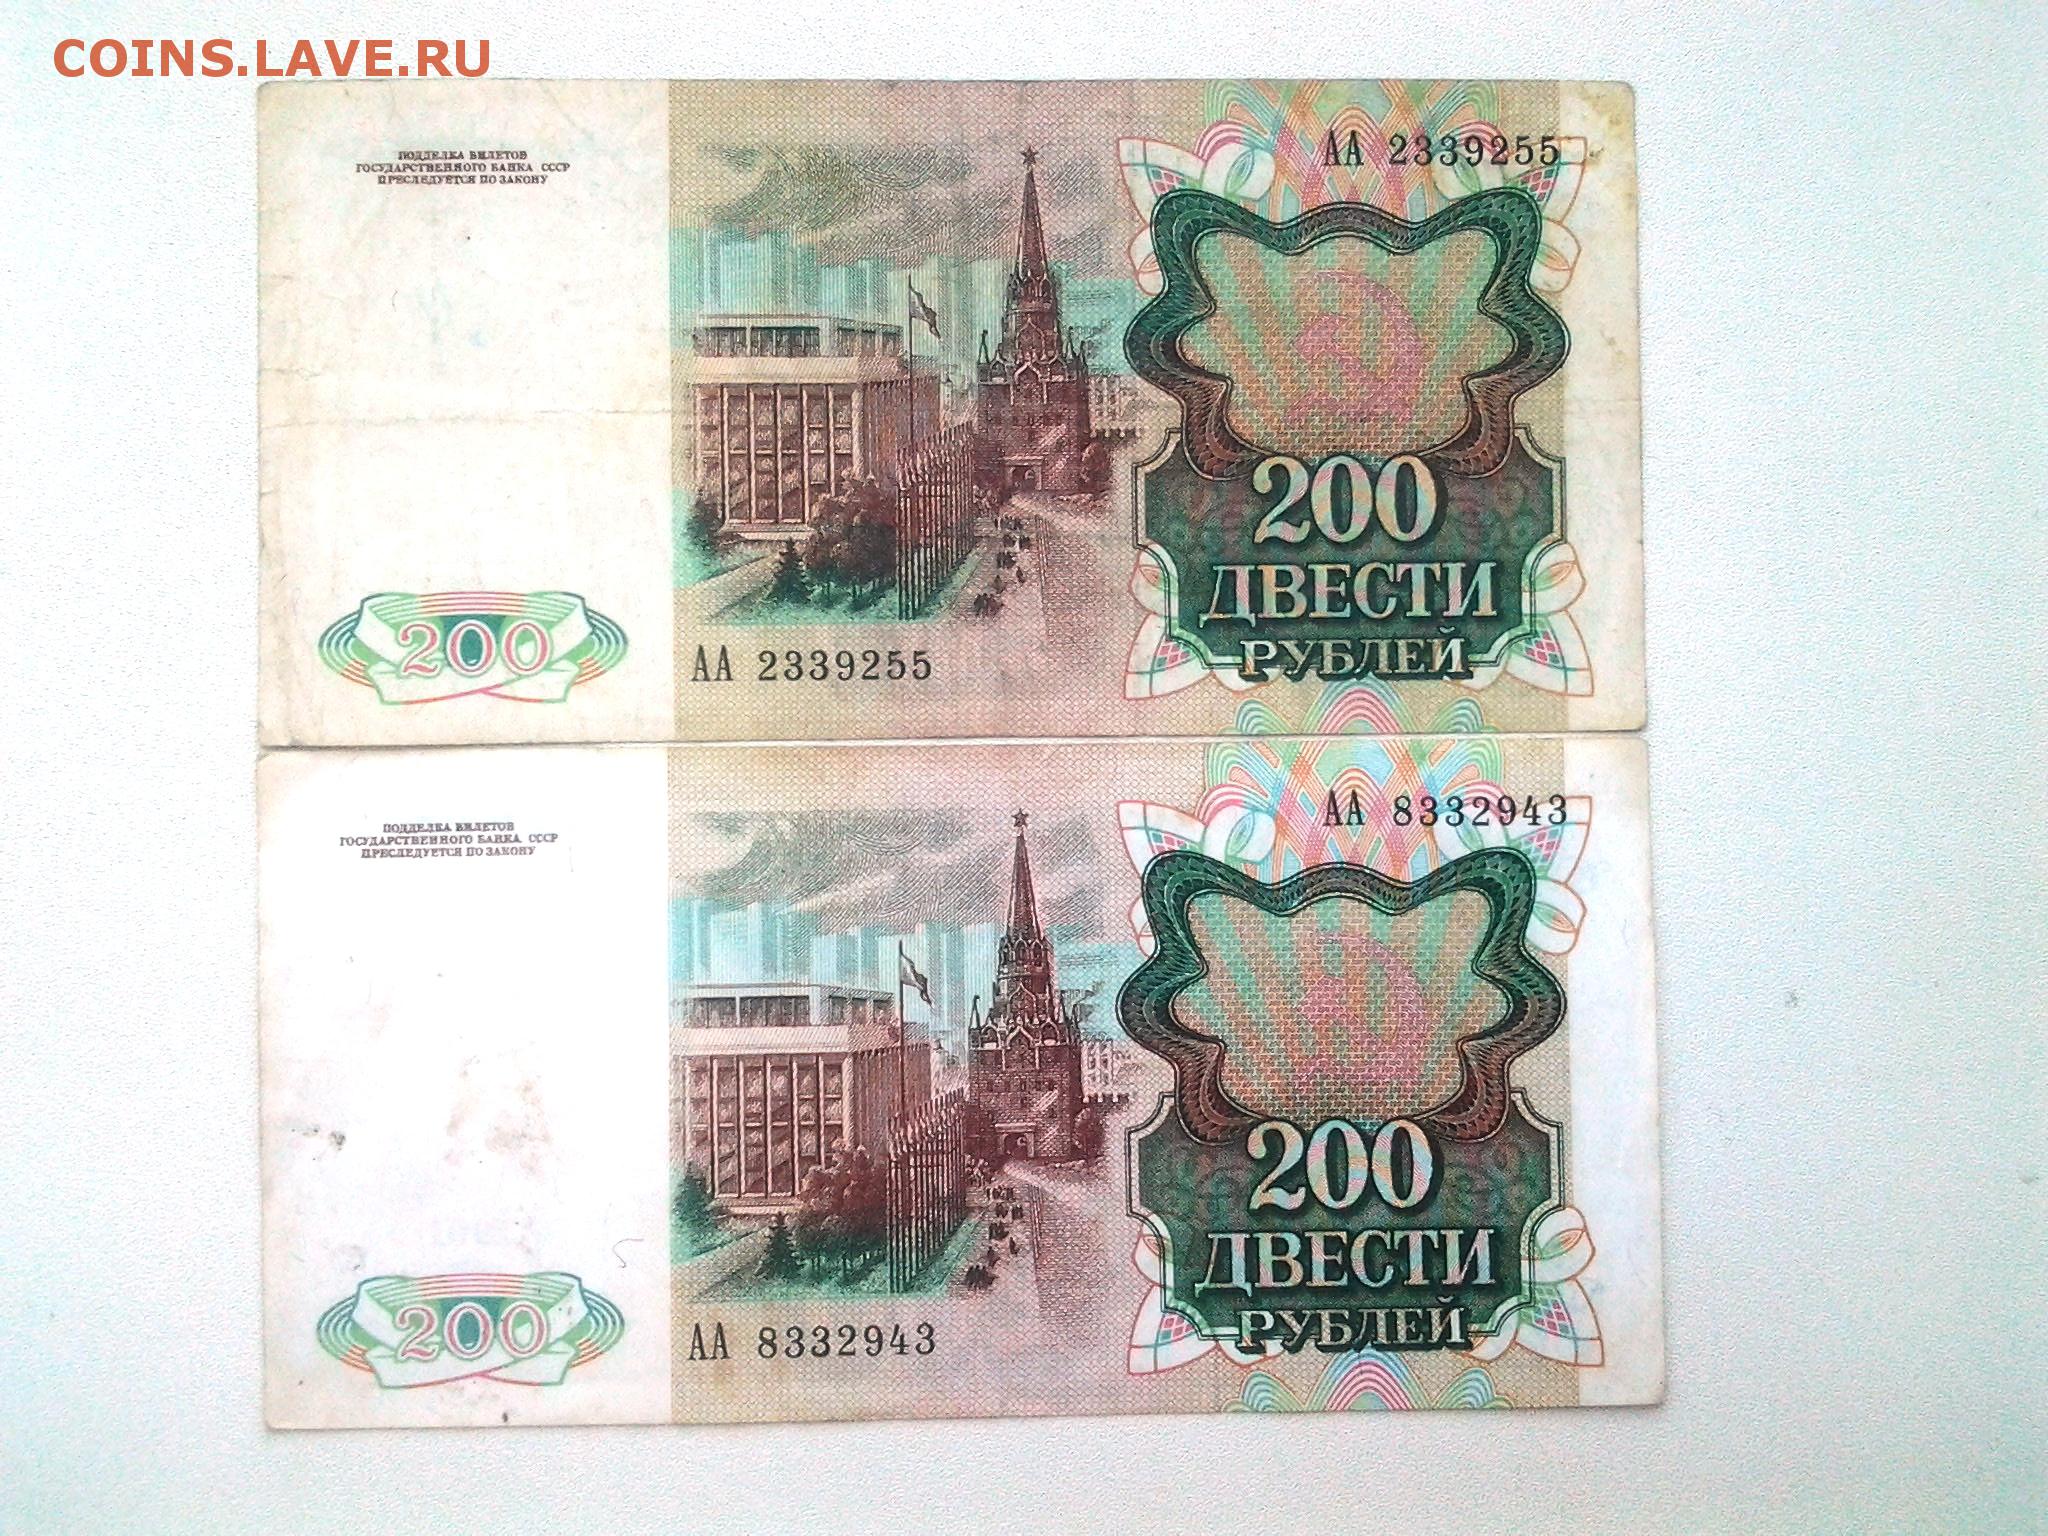 COINS.LAVE.RU
ПОДДЕЛКА БИЛЕТОВ
ГОСУДАРСТВЕННОГО БАНКА СССР
ПРЕСЛЕДУЕТСЯ ПО ЗАКОНУ
АА 2339255
200
ДВЕСТИ
РУБЛЕЙ
200
АА 2339255
ПОДДЕЛКА БИЛЕТОВ
ГОСУДАРСТВЕННОГО БАНКА СССР
ПРЕСЛЕДУЕТСЯ ПО ЗАКОНУ
АА 8332943
200
ДВЕСТИ
РУБЛЕЙ
200
АА 8332943